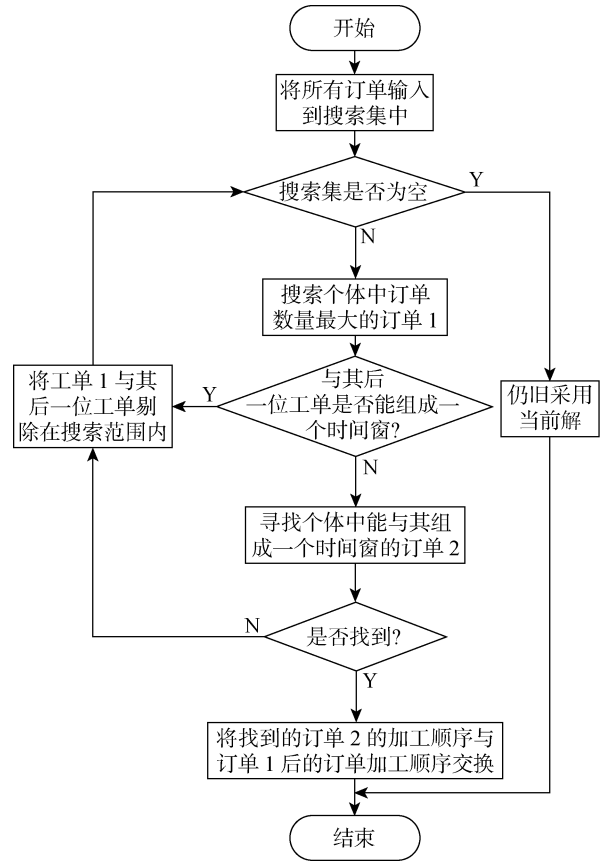 开始
将所有订单输入
到搜索集中
搜索集是否为空
Y
N
搜索个体中订单
数量最大的订单 1
与其后
一位工单是否能组成一
个时间窗?
Y
N
将工单 1 与其
后一位工单剔
除在搜索范围内
仍旧采用
当前解
寻找个体中能与其组
成一个时间窗的订单 2
是否找到?
N
Y
将找到的订单 2 的加工顺序与
订单 1 后的订单加工顺序交换
结束